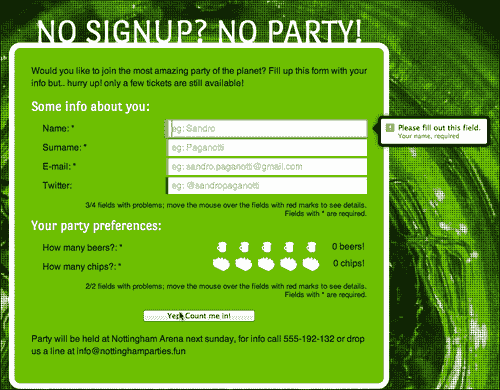 NO SIGNUP? NO PARTY!
Would you like to join the most amazing party of the planet? Fill up this form with your
info but.. hurry up! only a few tickets are still available!
Some info about you:
Name: * eg: Sandro
Please fill out this field.
Your name, required
Surname: * eg: Paganotti
E-mail: * eg: sandro.paganotti@gmail.com
Twitter: eg: @sandropaganotti
3/4 fields with problems; move the mouse over the fields with red marks to see details.
Fields with * are required.
Your party preferences:
How many beers?: * 0 beers!
How many chips?: * 0 chips!
2/2 fields with problems; move the mouse over the fields with red marks to see details.
Fields with * are required.
Yes! Count me in!
Party will be held at Nottingham Arena next sunday, for info call 555-192-132 or drop
us a line at info@nottinghamparties.fun